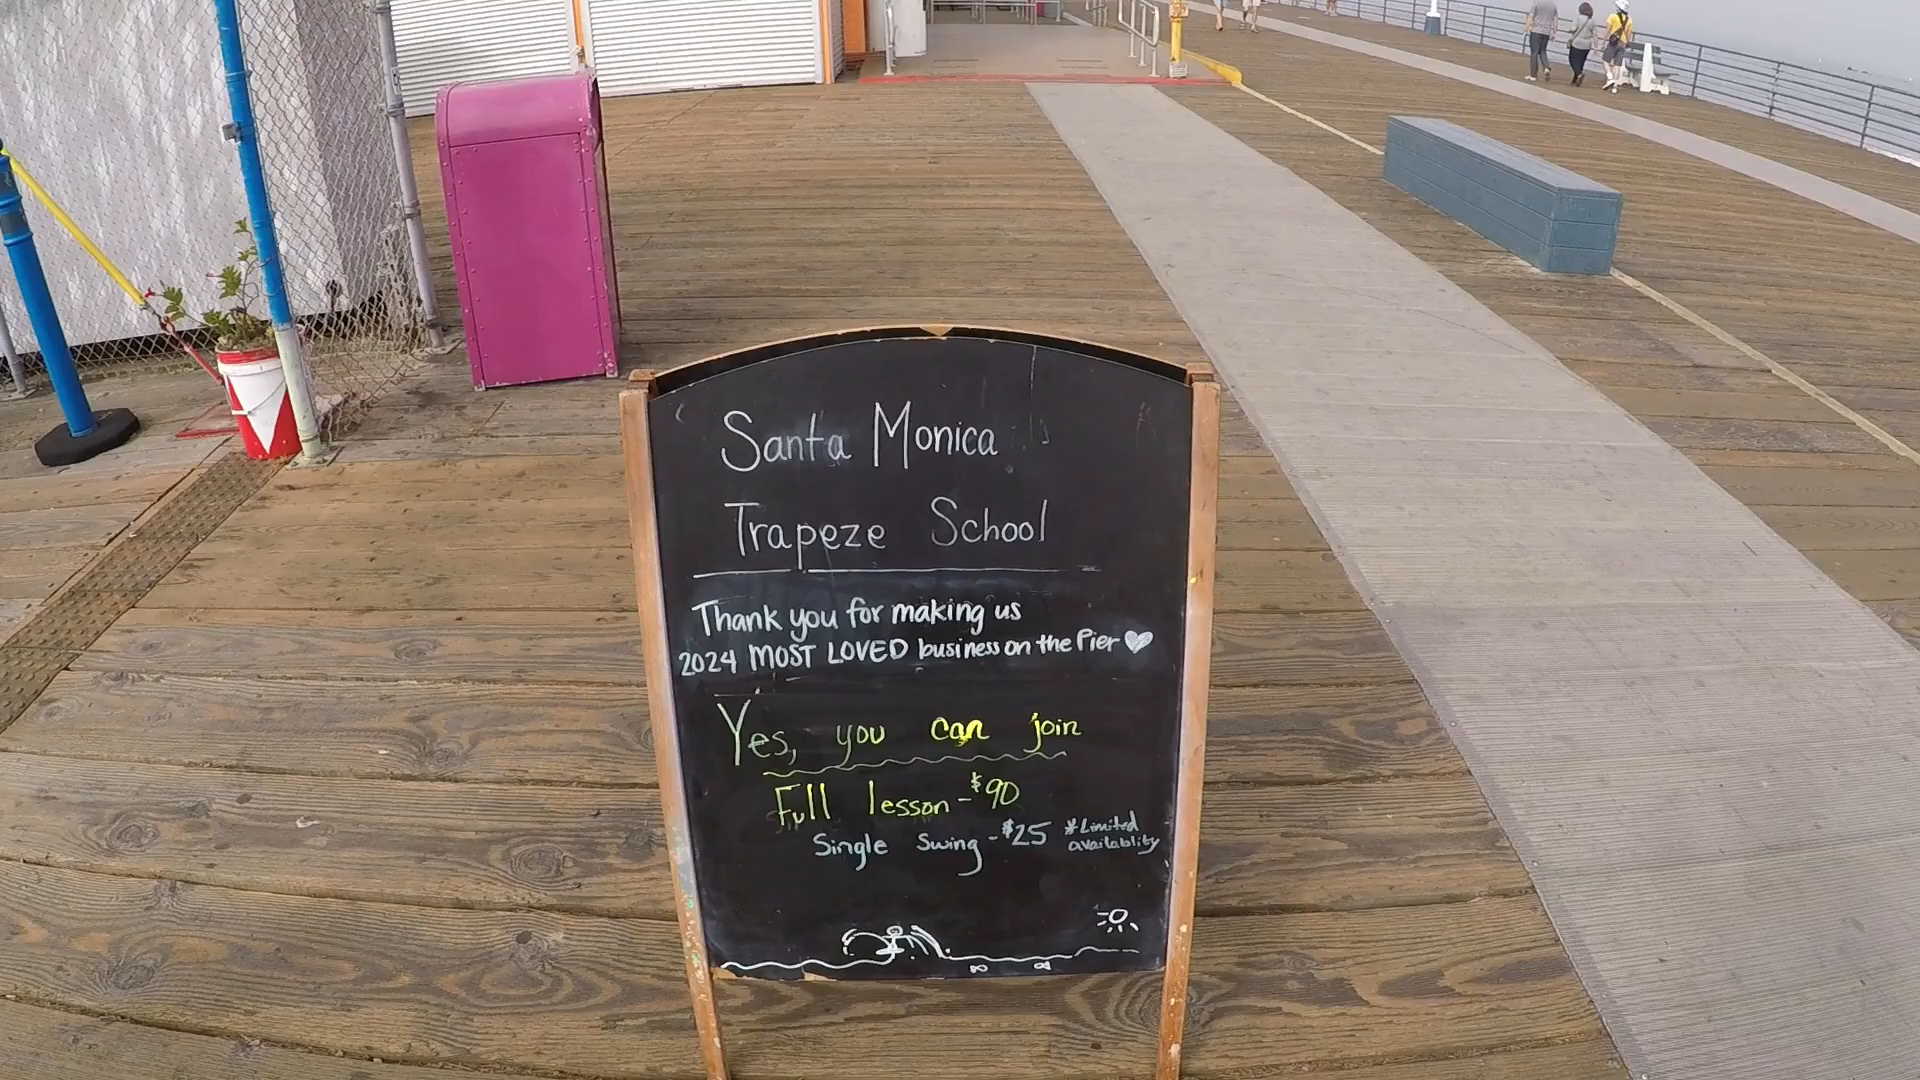 Santa Monica
Trapeze School
Thank you for making us
2024 MOST LOVED business on the Pier
Yes, you can join
Full lesson - $90
Single Swing - $25 *Limited
availablity